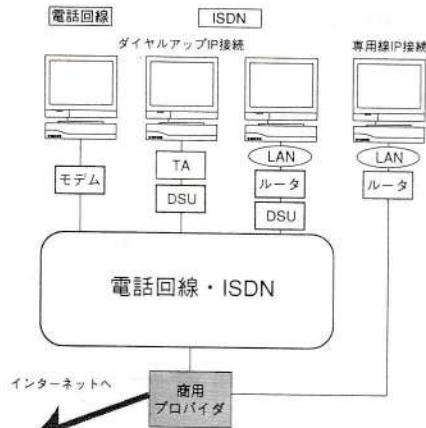 電話回線
ISDN
ダイヤルアップIP接続
専用線IP接続
モデム
TA
DSU
LAN
ルータ
DSU
LAN
ルータ
電話回線・ISDN
インターネットへ
商用
プロバイダ